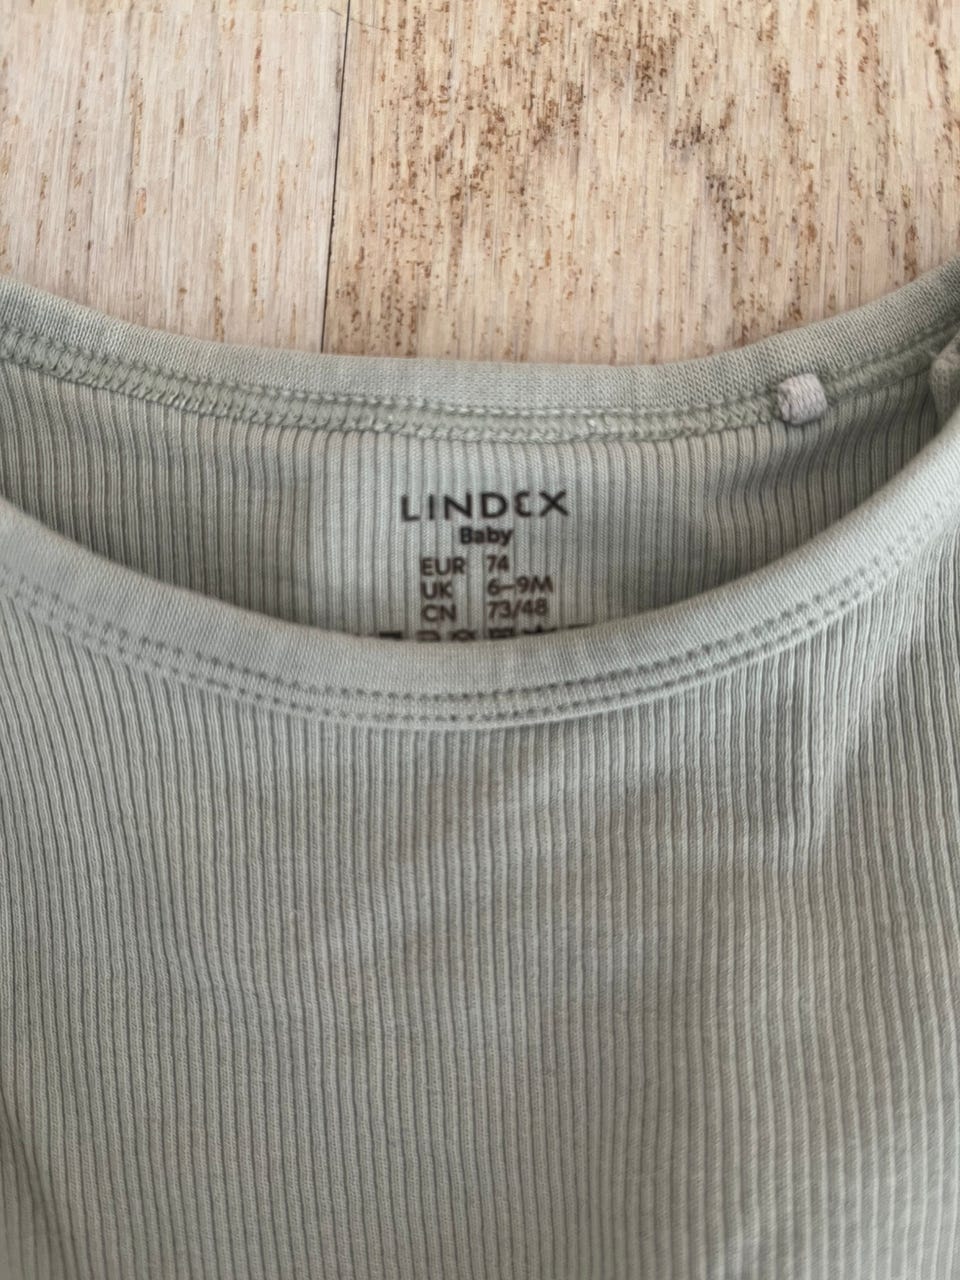 LINDEX
Baby
EUR 74
UK 6–9M
CN 73/48